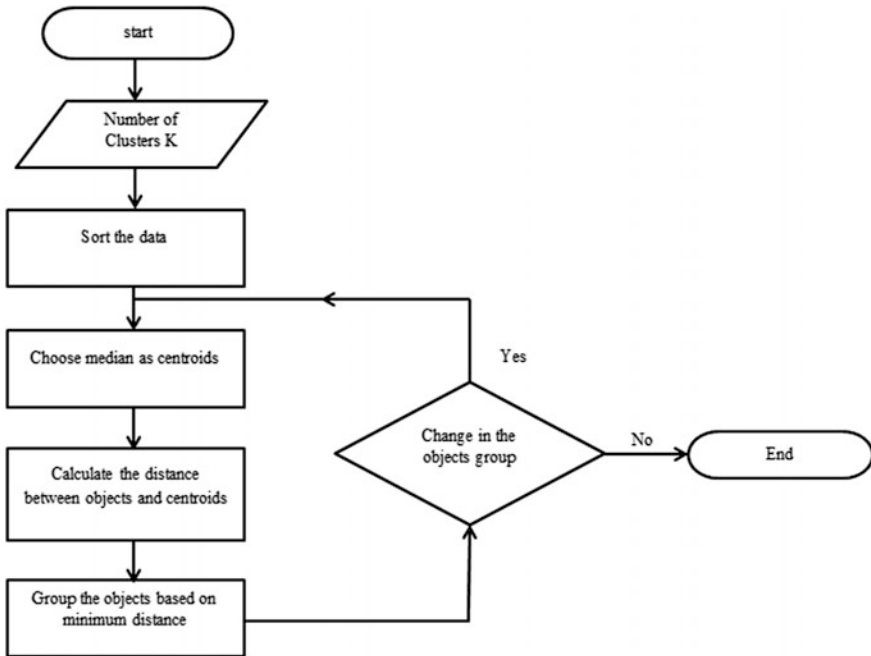 start
Number of
Clusters K
Sort the data
Choose median as centroids
Calculate the distance
between objects and centroids
Group the objects based on
minimum distance
Change in the
objects group
Yes
No
End